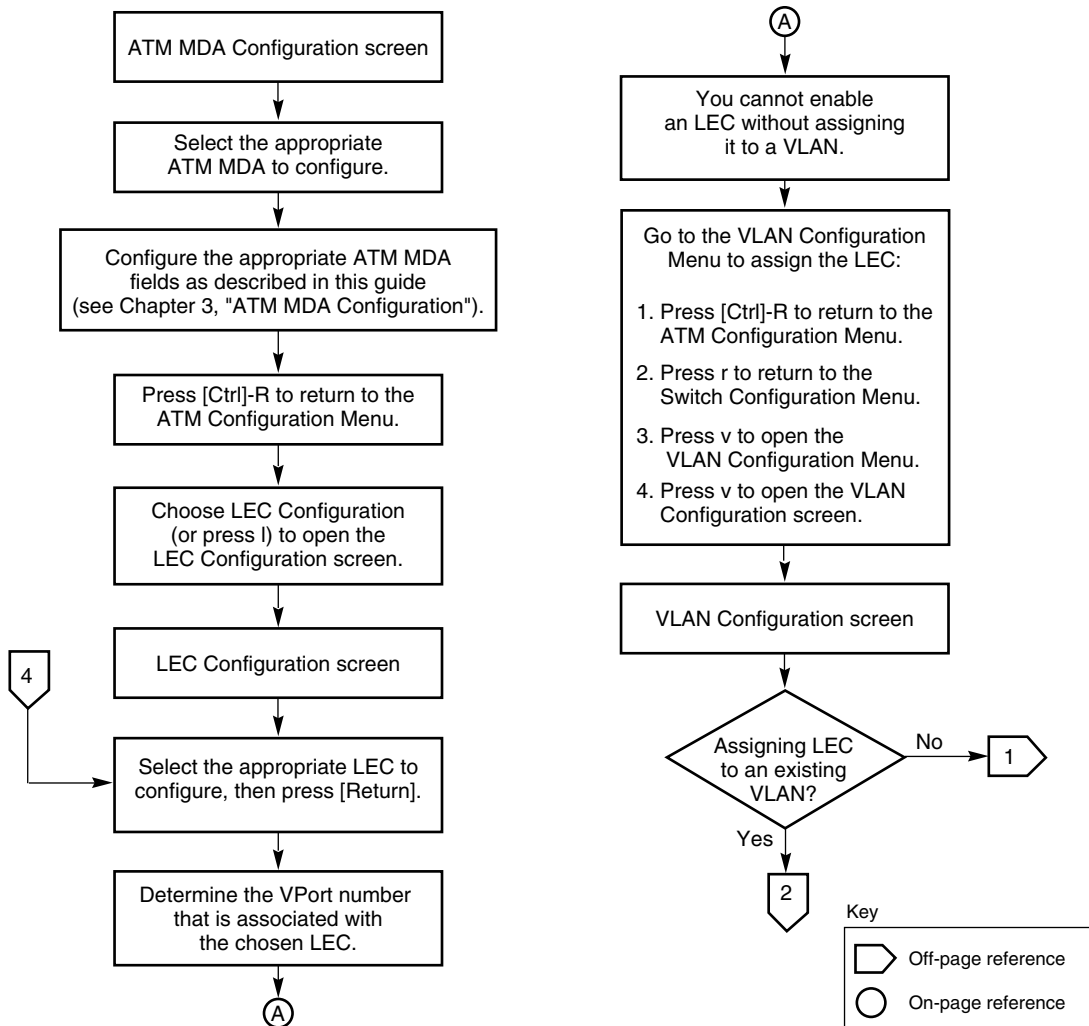 ATM MDA Configuration screen
Select the appropriate
ATM MDA to configure.
Configure the appropriate ATM MDA
fields as described in this guide
(see Chapter 3, "ATM MDA Configuration").
Press [Ctrl]-R to return to the
ATM Configuration Menu.
Choose LEC Configuration
(or press l) to open the
LEC Configuration screen.
LEC Configuration screen
4
Select the appropriate LEC to
configure, then press [Return].
Determine the VPort number
that is associated with
the chosen LEC.
A
A
You cannot enable
an LEC without assigning
it to a VLAN.
Go to the VLAN Configuration
Menu to assign the LEC:
1. Press [Ctrl]-R to return to the
ATM Configuration Menu.
2. Press r to return to the
Switch Configuration Menu.
3. Press v to open the
VLAN Configuration Menu.
4. Press v to open the VLAN
Configuration screen.
VLAN Configuration screen
Assigning LEC
to an existing
VLAN?
No
1
Yes
2
Key
Off-page reference
On-page reference